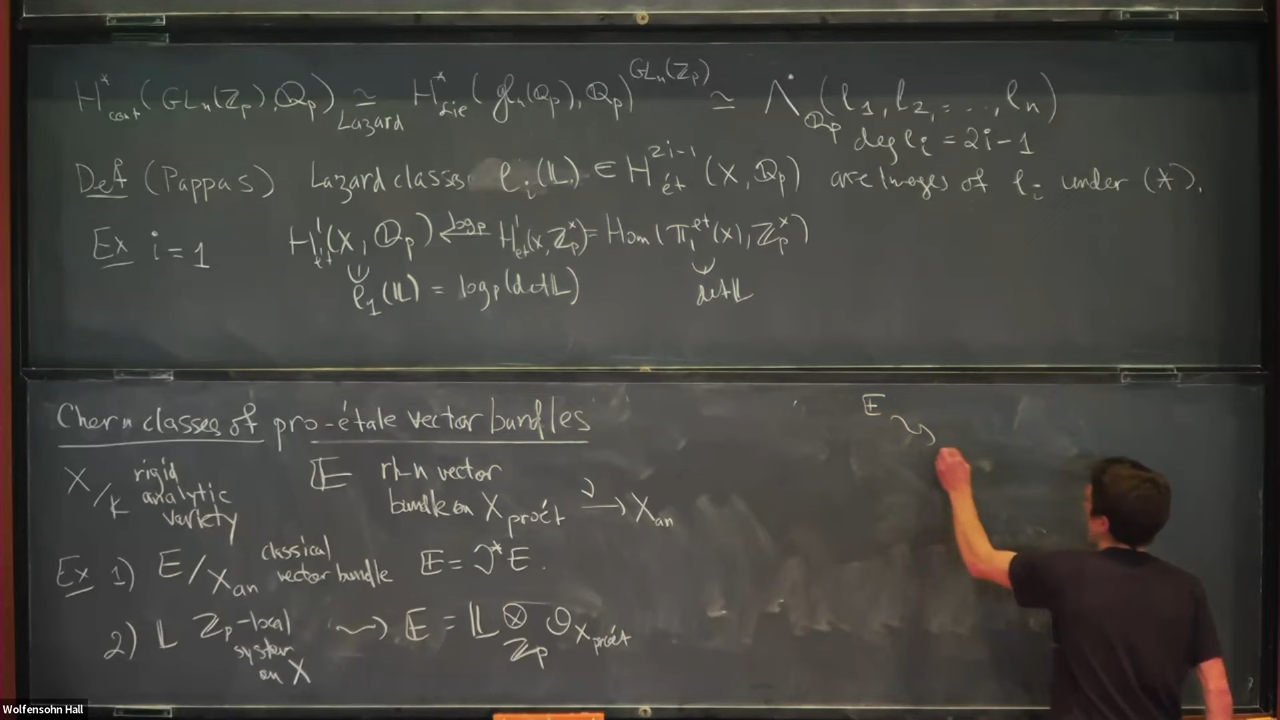 H*_cont(GL_n(Z_p), Q_p) ≃_Lazard H*_Lie(gl_n(Q_p), Q_p)^{GL_n(Z_p)} ≃ Λ^•_{Q_p}(l_1, l_2, ..., l_n)
deg l_i = 2i-1
Def (Pappas) Lazard classes l_i(𝕃) ∈ H^{2i-1}_ét(X, Q_p) are images of l_i under (*).
Ex i=1 H^1_ét(X, Q_p) ←^{log_p} H^1_ét(X, Z_p^×) = Hom(π_1^ét(X), Z_p^×)
l_1(𝕃) = log_p(det 𝕃) det 𝕃
Chern classes of pro-étale vector bundles
X/K rigid analytic variety 𝔼 rk-n vector bundle on X_proét →^ν X_an
Ex 1) E/X_an classical vector bundle 𝔼 = ν*E.
2) 𝕃 Z_p-local system on X ⇝ 𝔼 = 𝕃 ⊗_{Z_p} O_{X_proét}
𝔼 ⇝
Wolfensohn Hall